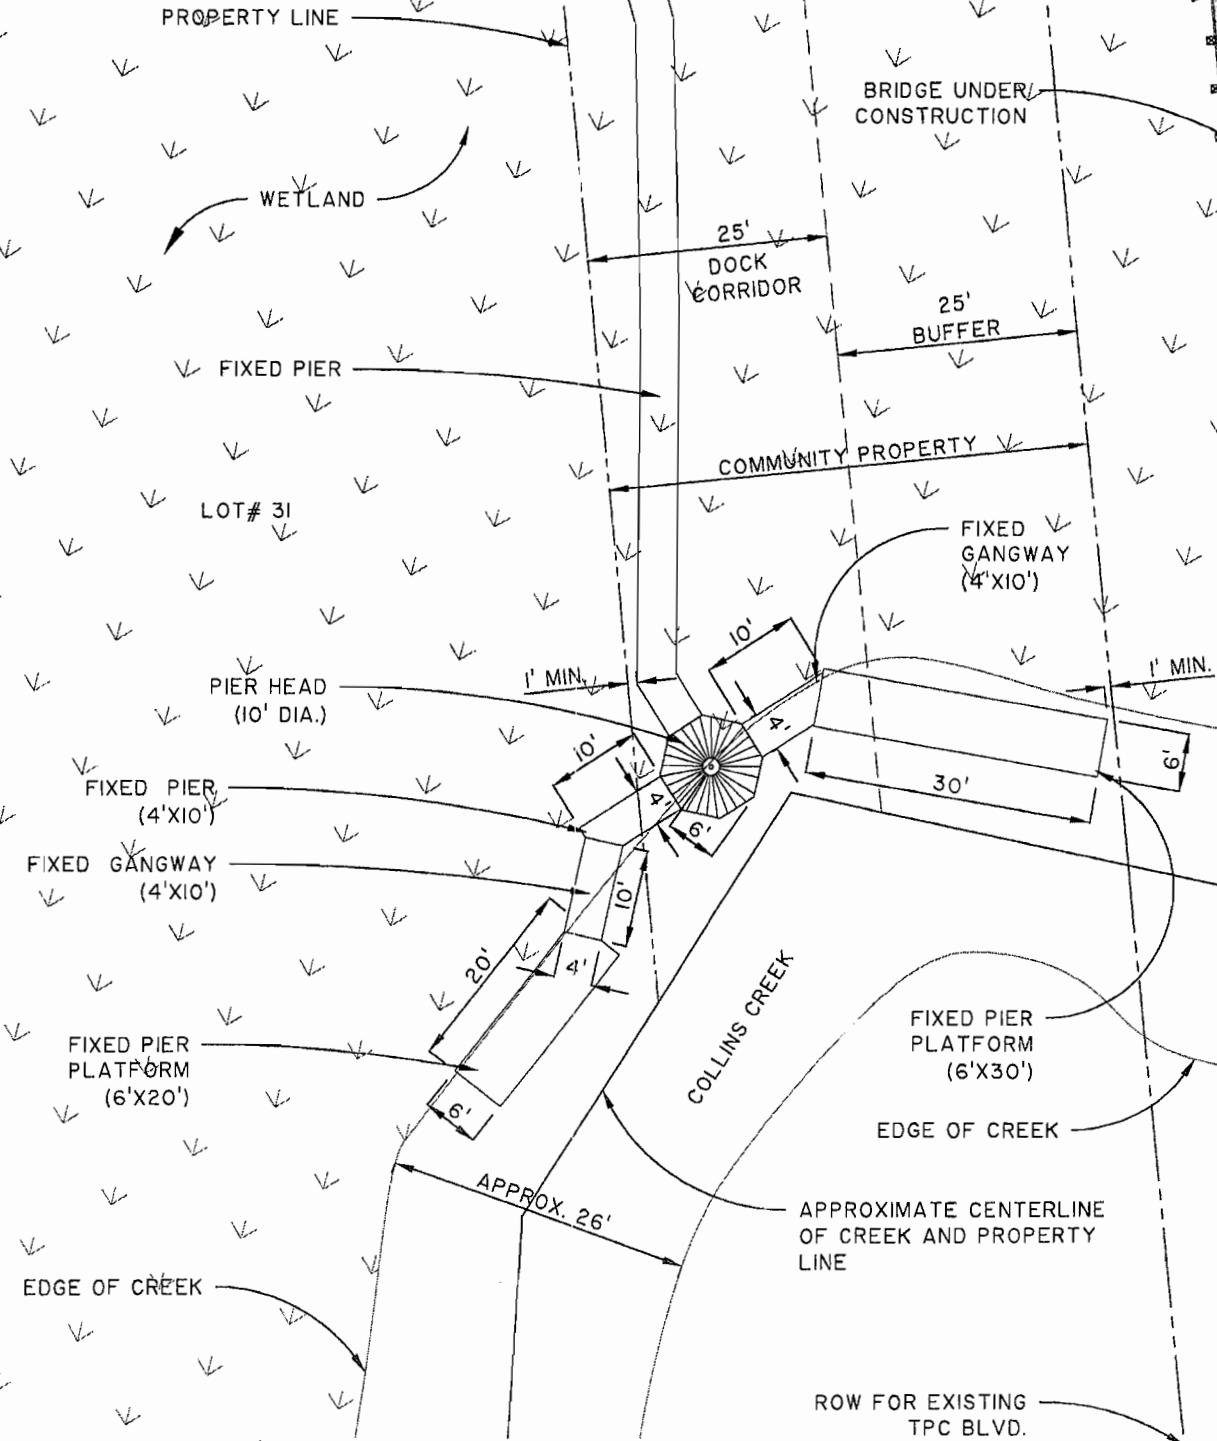 PROPERTY LINE
BRIDGE UNDER
CONSTRUCTION
WETLAND
25'
DOCK
CORRIDOR
25'
BUFFER
FIXED PIER
COMMUNITY PROPERTY
LOT# 31
FIXED
GANGWAY
(4'X10')
10'
1' MIN.
1' MIN.
PIER HEAD
(10' DIA.)
4'
10'
6'
30'
FIXED PIER
(4'X10')
4'
6'
FIXED GANGWAY
(4'X10')
10'
20'
4'
COLLINS CREEK
FIXED PIER
PLATFORM
(6'X30')
FIXED PIER
PLATFORM
(6'X20')
6'
EDGE OF CREEK
APPROX. 26'
APPROXIMATE CENTERLINE
OF CREEK AND PROPERTY
LINE
EDGE OF CREEK
ROW FOR EXISTING
TPC BLVD.